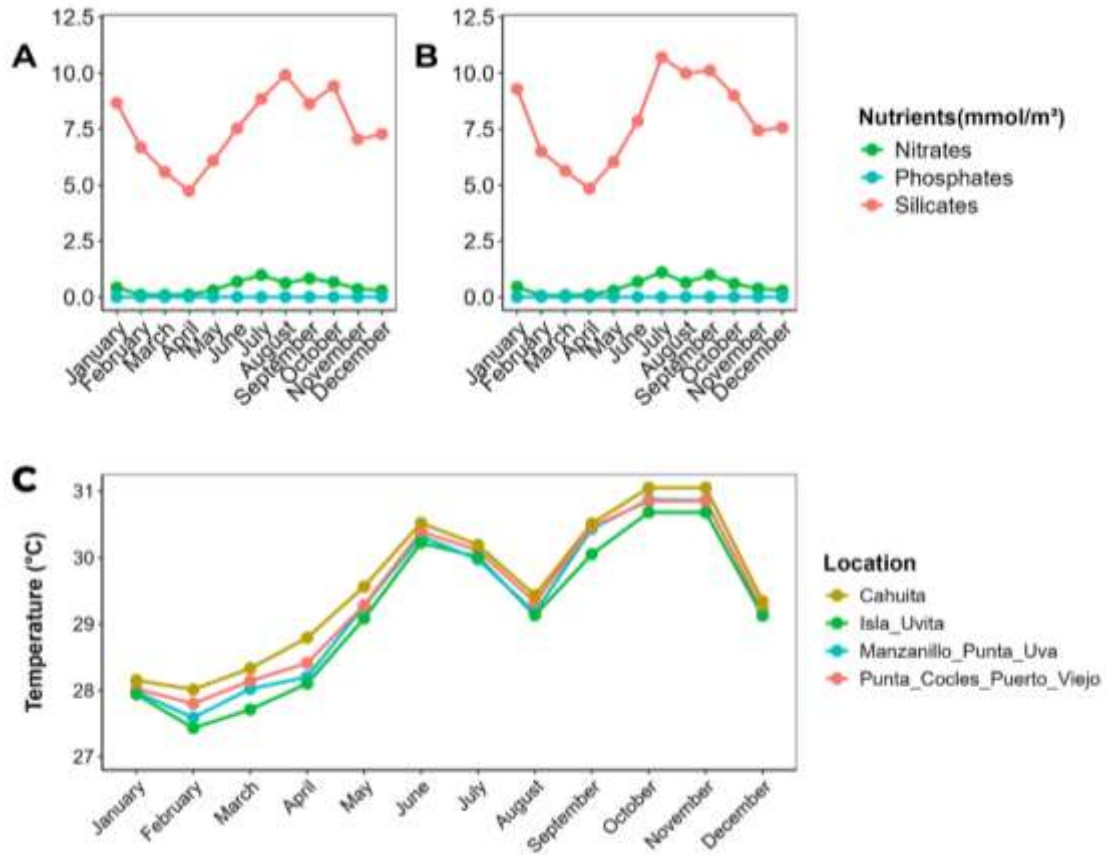 A
12.5
10.0
7.5
5.0
2.5
0.0
January
February
March
April
May
June
July
August
September
October
November
December
B
12.5
10.0
7.5
5.0
2.5
0.0
January
February
March
April
May
June
July
August
September
October
November
December
Nutrients(mmol/m³)
Nitrates
Phosphates
Silicates
C
Temperature (°C)
31
30
29
28
27
January
February
March
April
May
June
July
August
September
October
November
December
Location
Cahuita
Isla_Uvita
Manzanillo_Punta_Uva
Punta_Cocles_Puerto_Viejo